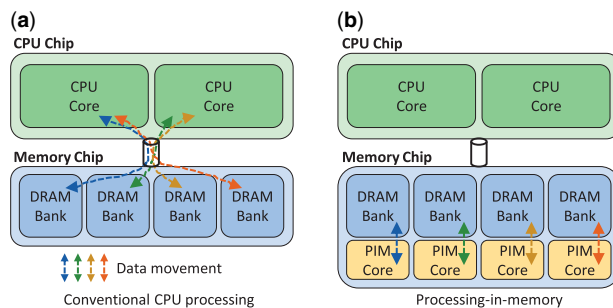 (a)
CPU Chip
CPU
Core
CPU
Core
Memory Chip
DRAM
Bank
DRAM
Bank
DRAM
Bank
DRAM
Bank
Data movement
Conventional CPU processing
(b)
CPU Chip
CPU
Core
CPU
Core
Memory Chip
DRAM
Bank
DRAM
Bank
DRAM
Bank
DRAM
Bank
PIM
Core
PIM
Core
PIM
Core
PIM
Core
Processing-in-memory